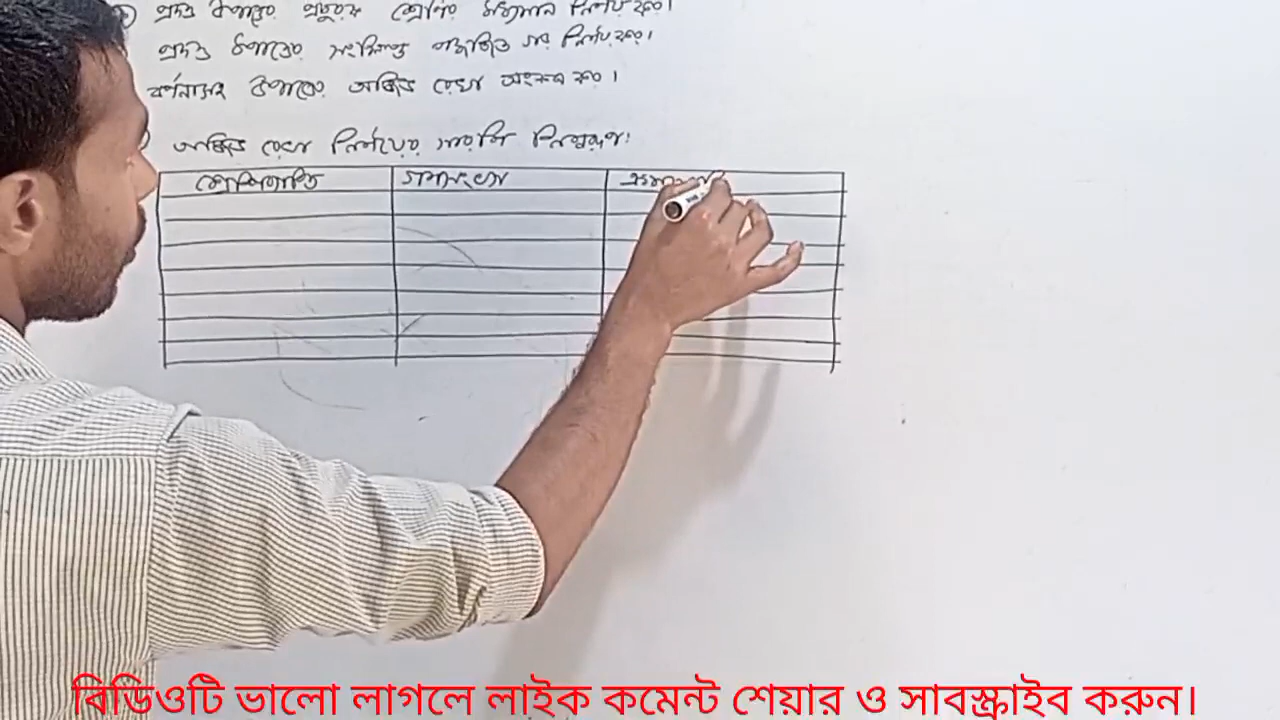 প্রদত্ত উপাত্তের প্রচুরক শ্রেণির মধ্যমান নির্ণয় কর।
প্রদত্ত উপাত্তের সংক্ষিপ্ত পদ্ধতিতে গড় নির্ণয় কর।
বর্ণনাসহ উপাত্তের অজিভ রেখা অংকন কর।
অজিভ রেখা নির্ণয়ের সারণি নিম্নরূপ:
শ্রেণিব্যাপ্তি গণসংখ্যা
বিডিওটি ভালো লাগলে লাইক কমেন্ট শেয়ার ও সাবস্ক্রাইব করুন।